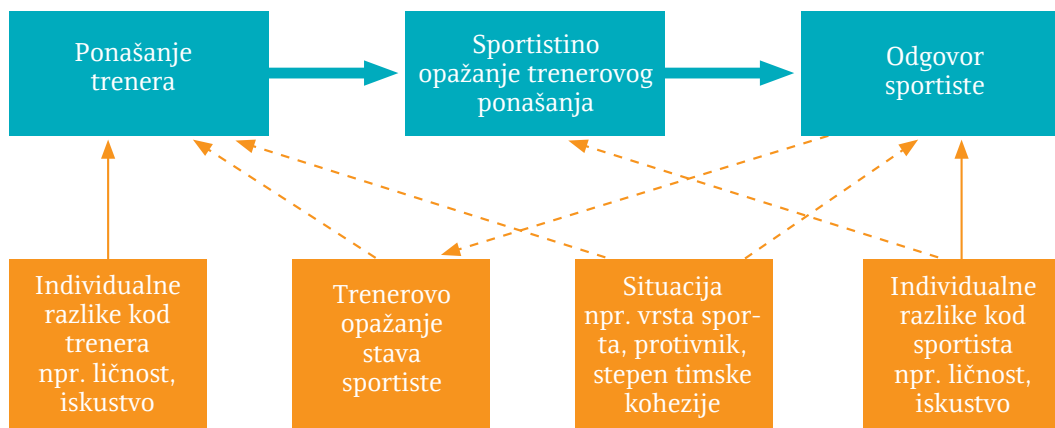 Ponašanje
trenera
Sportistino
opažanje trenerovog
ponašanja
Odgovor
sportiste
Individualne
razlike kod
trenera
npr. ličnost,
iskustvo
Trenerovo
opažanje
stava
sportiste
Situacija
npr. vrsta spor-
ta, protivnik,
stepen timske
kohezije
Individualne
razlike kod
sportista
npr. ličnost,
iskustvo